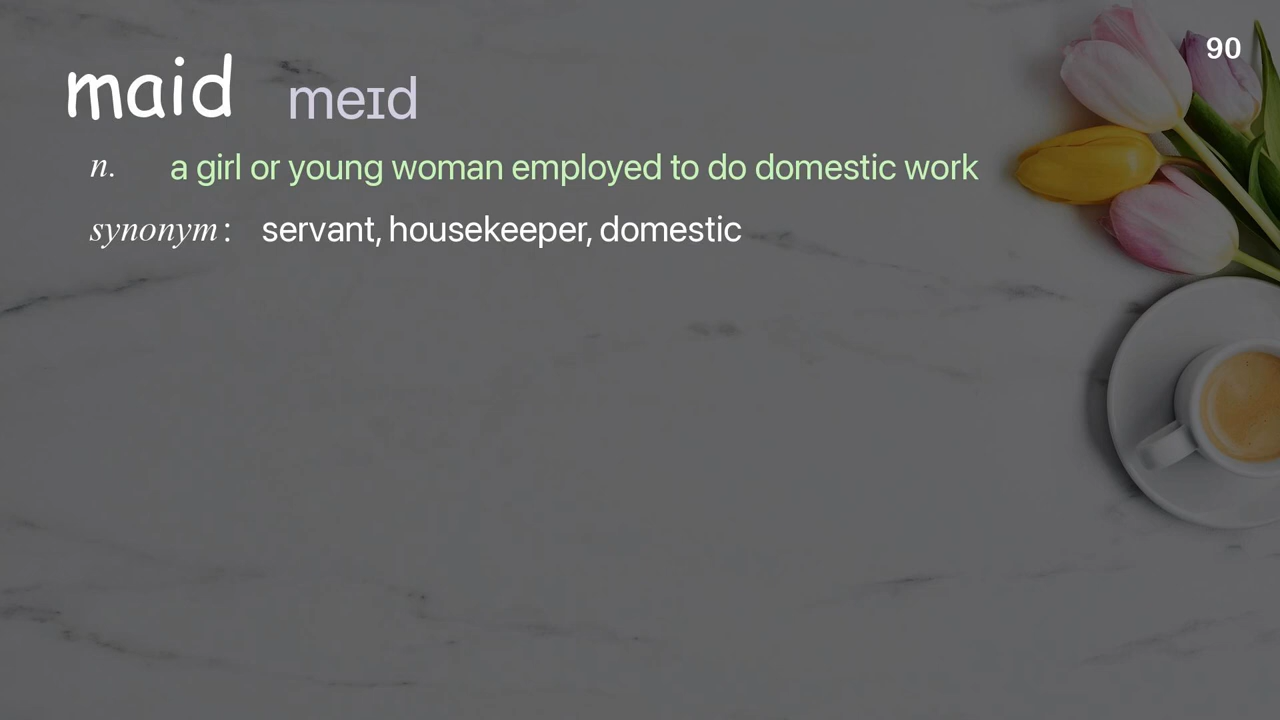 90
maid meɪd
n. a girl or young woman employed to do domestic work
synonym: servant, housekeeper, domestic